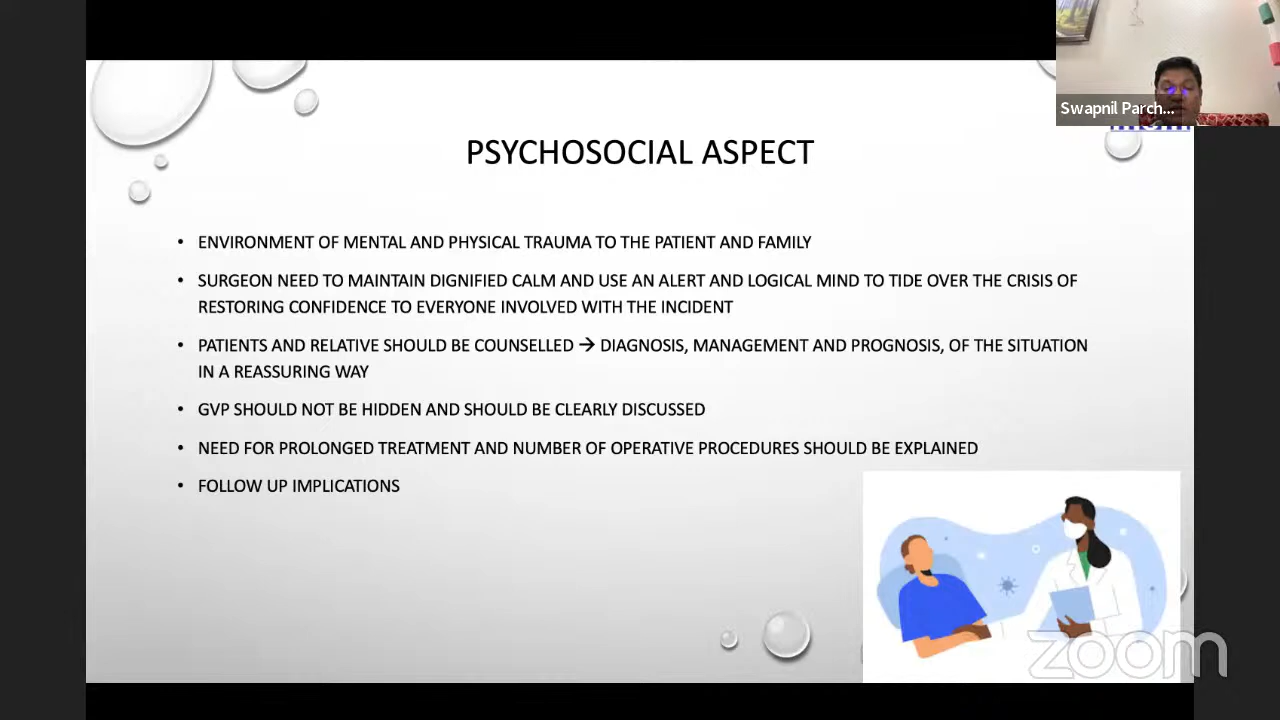 Swapnil Parch...
PSYCHOSOCIAL ASPECT
• ENVIRONMENT OF MENTAL AND PHYSICAL TRAUMA TO THE PATIENT AND FAMILY
• SURGEON NEED TO MAINTAIN DIGNIFIED CALM AND USE AN ALERT AND LOGICAL MIND TO TIDE OVER THE CRISIS OF
RESTORING CONFIDENCE TO EVERYONE INVOLVED WITH THE INCIDENT
• PATIENTS AND RELATIVE SHOULD BE COUNSELLED → DIAGNOSIS, MANAGEMENT AND PROGNOSIS, OF THE SITUATION
IN A REASSURING WAY
• GVP SHOULD NOT BE HIDDEN AND SHOULD BE CLEARLY DISCUSSED
• NEED FOR PROLONGED TREATMENT AND NUMBER OF OPERATIVE PROCEDURES SHOULD BE EXPLAINED
• FOLLOW UP IMPLICATIONS
zoom